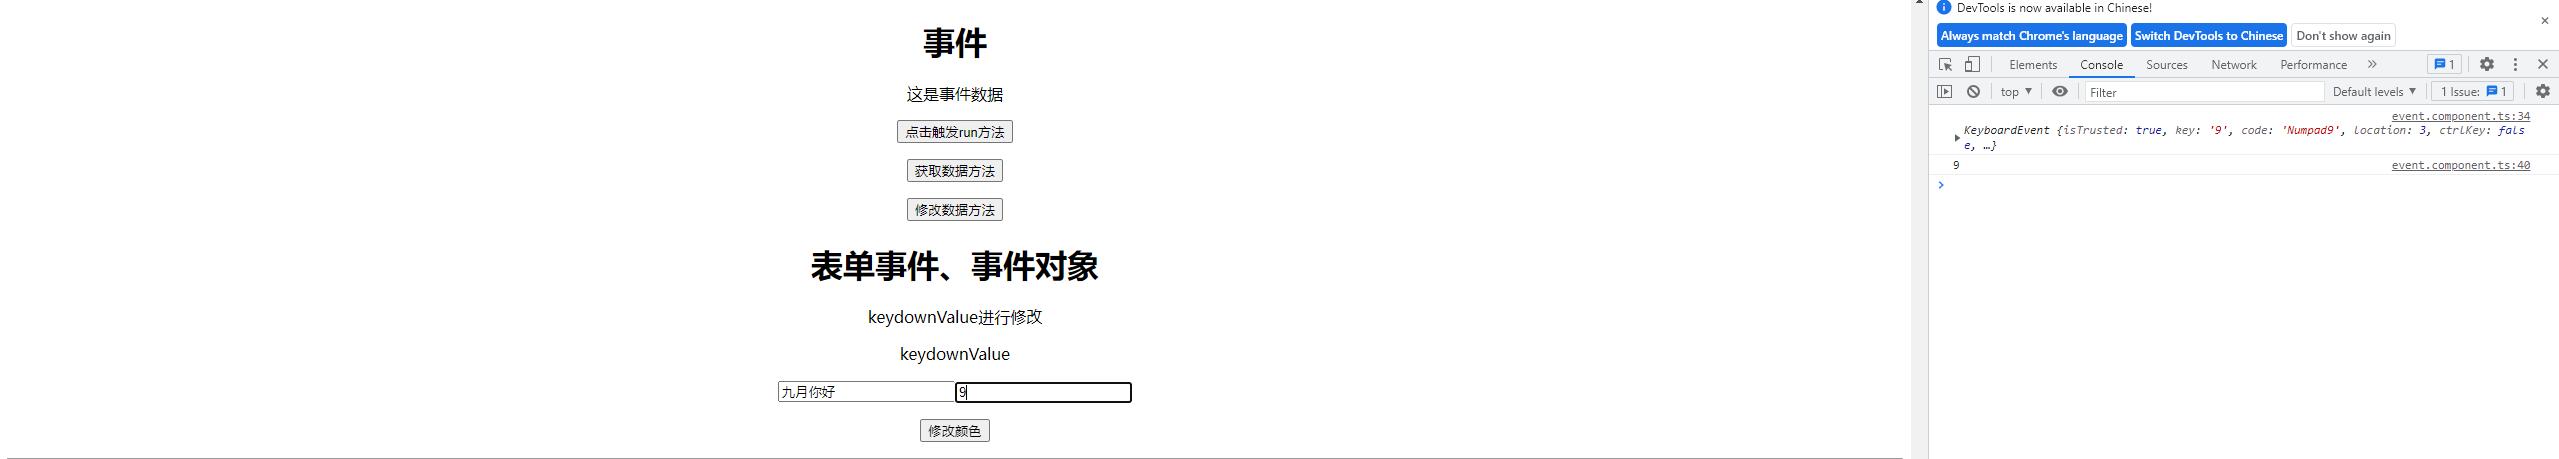 事件
这是事件数据
点击触发run方法
获取数据方法
修改数据方法
表单事件、事件对象
keydownValue进行修改
keydownValue
九月你好 9
修改颜色
DevTools is now available in Chinese!
Always match Chrome's language Switch DevTools to Chinese Don't show again
Elements Console Sources Network Performance » 1
top Filter Default levels 1 Issue: 1
event.component.ts:34
KeyboardEvent {isTrusted: true, key: '9', code: 'Numpad9', location: 3, ctrlKey: fals
e, …}
9 event.component.ts:40